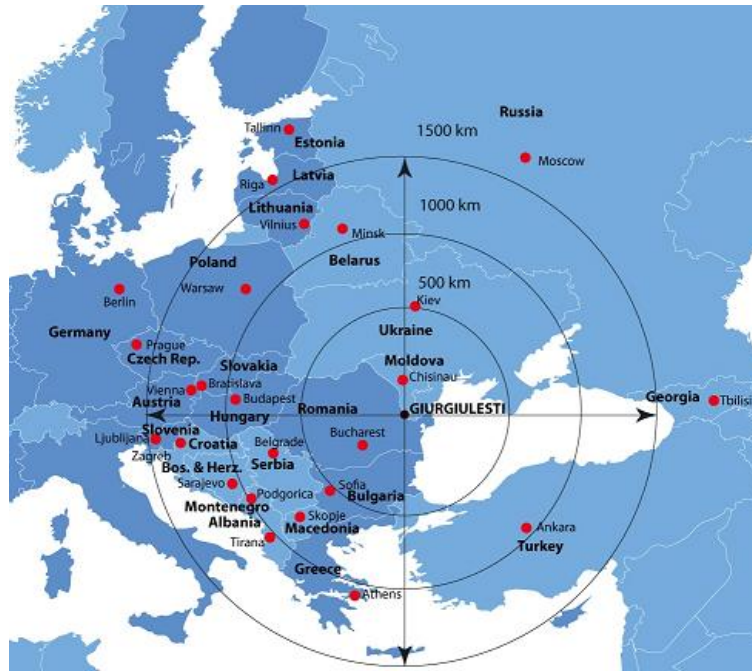 Russia
1500 km
Tallinn
Estonia
Moscow
Latvia
Riga
1000 km
Lithuania
Vilnius
Minsk
Belarus
Poland
500 km
Warsaw
Berlin
Kiev
Germany
Ukraine
Prague
Czech Rep.
Slovakia
Moldova
Chisinau
Bratislava
Vienna
Austria
Budapest
Georgia
Tbilisi
Hungary
Romania
GIURGIULESTI
Slovenia
Ljublijana
Croatia
Bucharest
Zagreb
Belgrade
Serbia
Bos. & Herz.
Sarajevo
Sofia
Podgorica
Bulgaria
Montenegro
Skopje
Albania
Macedonia
Ankara
Tirana
Turkey
Greece
Athens